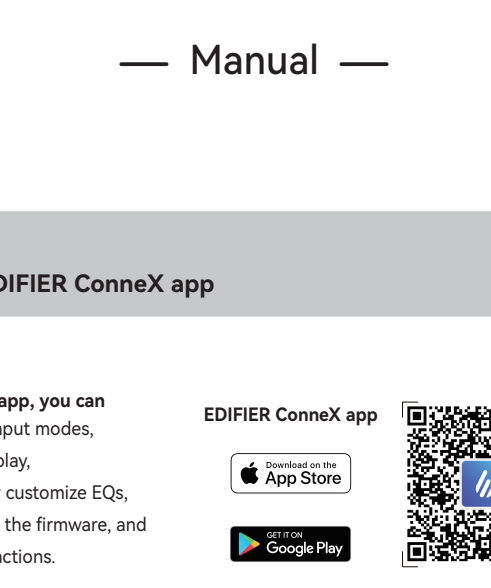 Manual
DIFIER ConneX app
app, you can
nput modes,
play,
customize EQs,
the firmware, and
nctions.
EDIFIER ConneX app
Download on the
App Store
GET IT ON
Google Play